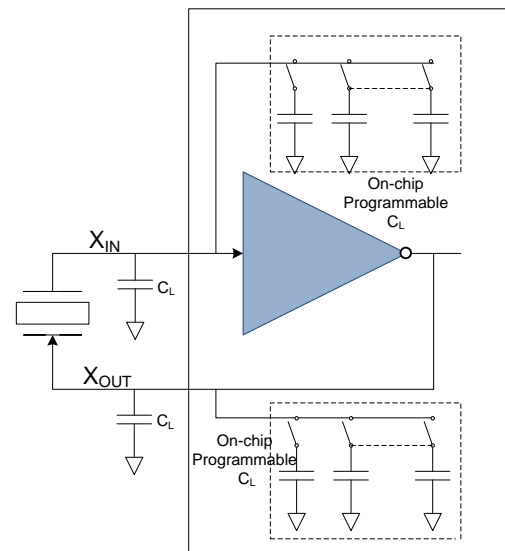 On-chip
Programmable
CL
XIN
CL
XOUT
CL
On-chip
Programmable
CL